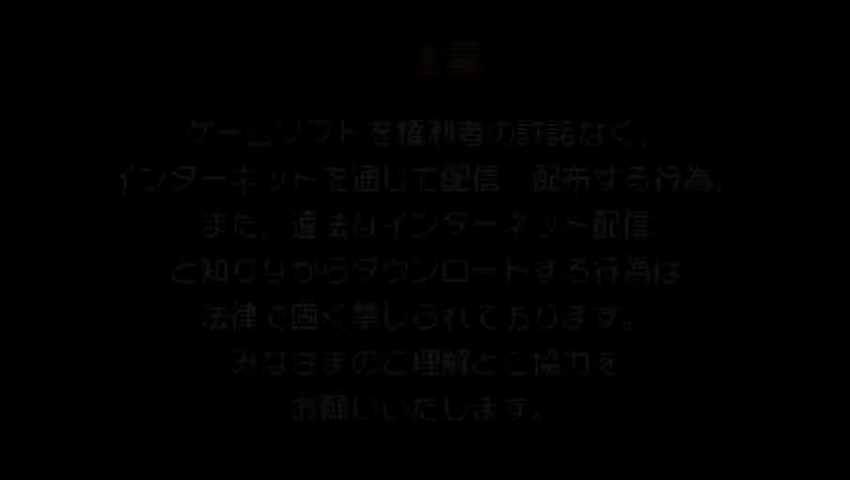 警告
ゲームソフトを権利者の許諾なく、
インターネットを通じて配信、配布する行為、
また、違法なインターネット配信
と知りながらダウンロードする行為は
法律で固く禁じられております。
みなさまのご理解とご協力を
お願いいたします。